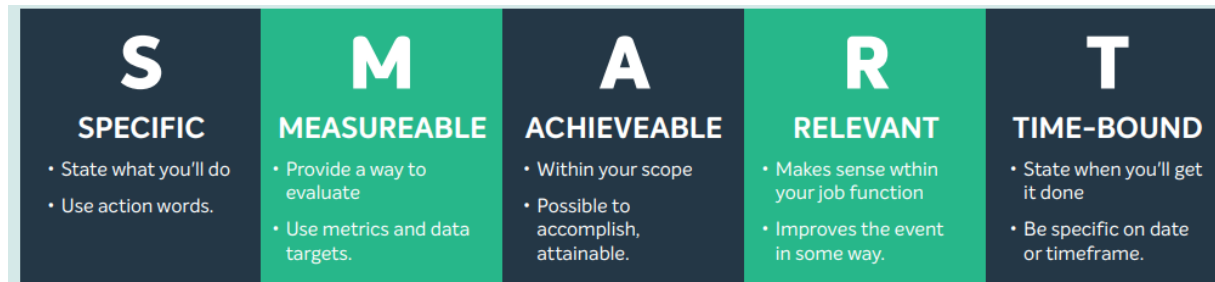 S
SPECIFIC
• State what you'll do
• Use action words.
M
MEASUREABLE
• Provide a way to
evaluate
• Use metrics and data
targets.
A
ACHIEVEABLE
• Within your scope
• Possible to
accomplish,
attainable.
R
RELEVANT
• Makes sense wthin
your job function
• Improves the event
in some way.
T
TIME-BOUND
• State when you'll get
it done
• Be specific on date
or timeframe.